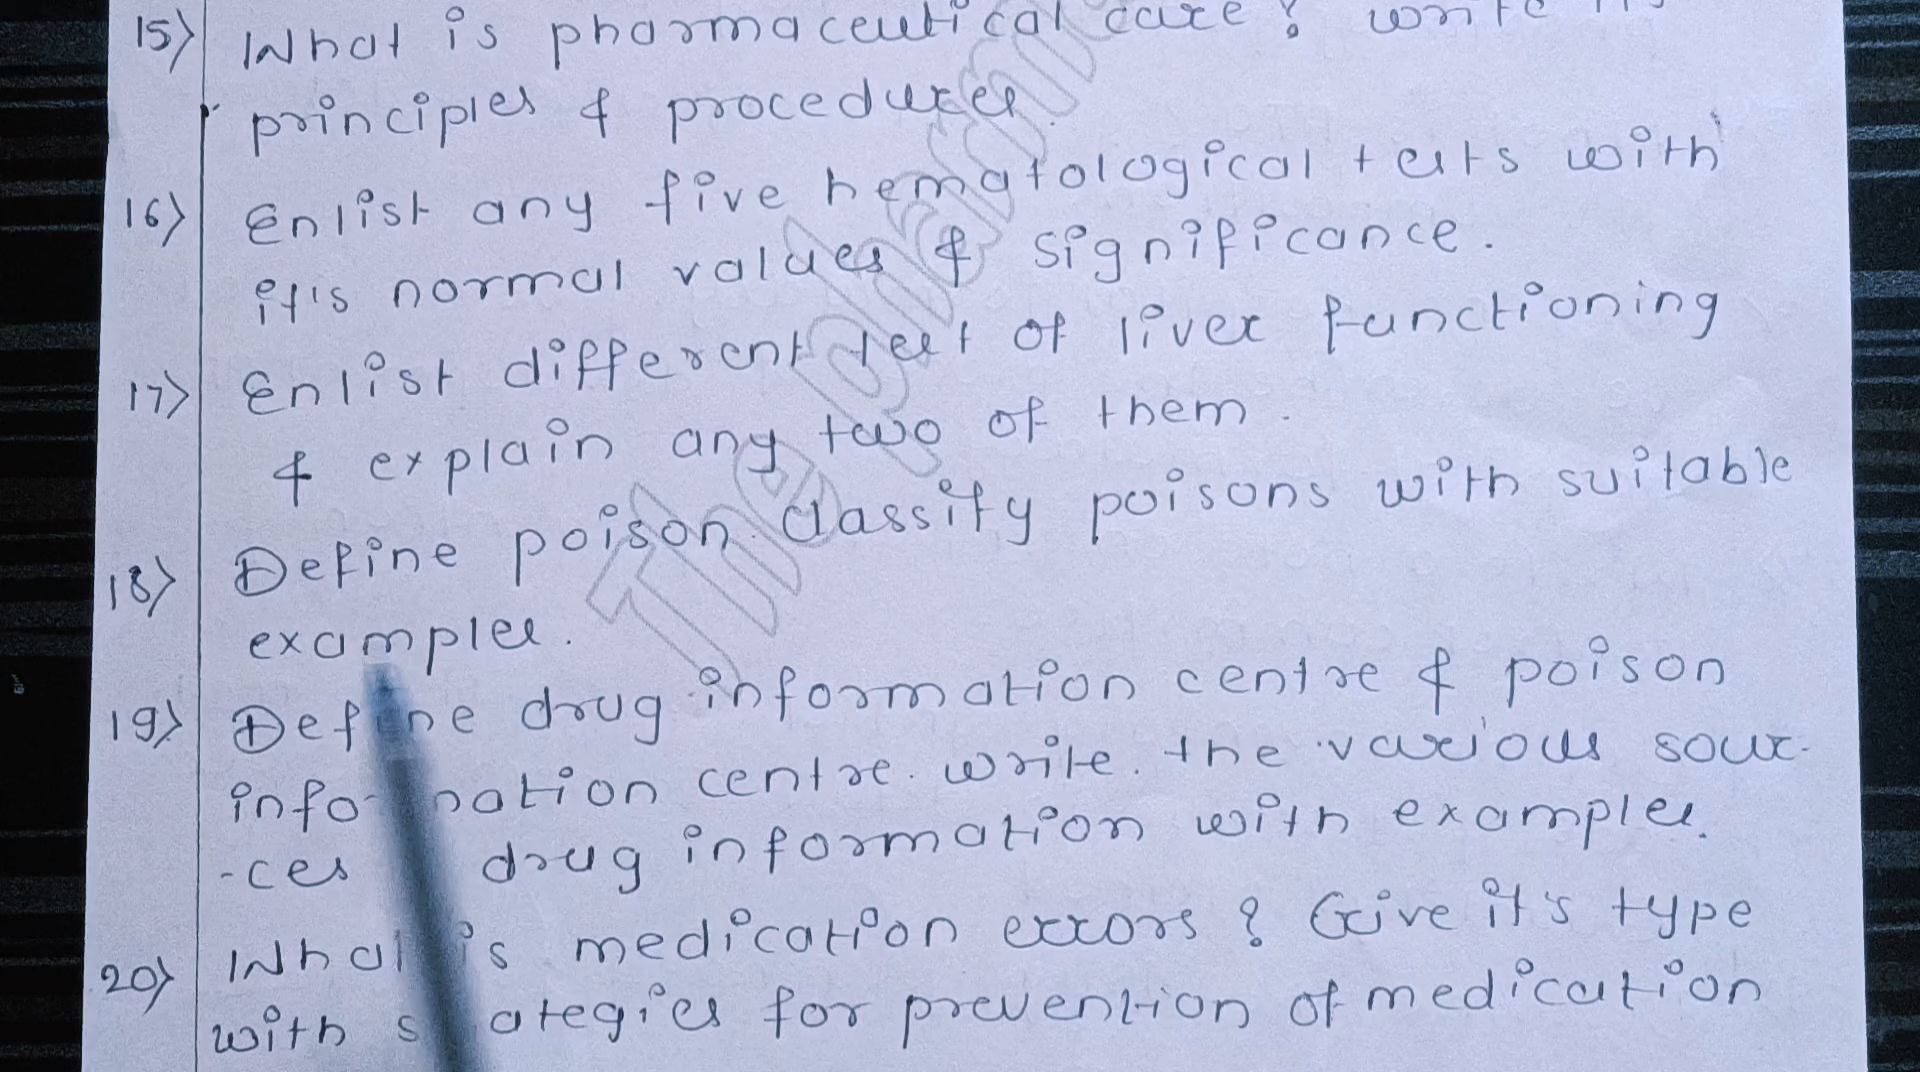 15) What is pharmaceutical care? write its
principles & procedures.
16) Enlist any five hematological tests with
it's normal values & significance.
17) Enlist different test of liver functioning
& explain any two of them.
18) Define poison. Classify poisons with suitable
examples.
19) Define drug information centre & poison
information centre. write. the various sour-
-ces drug information with examples.
20) What is medication errors? Give it's type
with strategies for prevention of medication
The